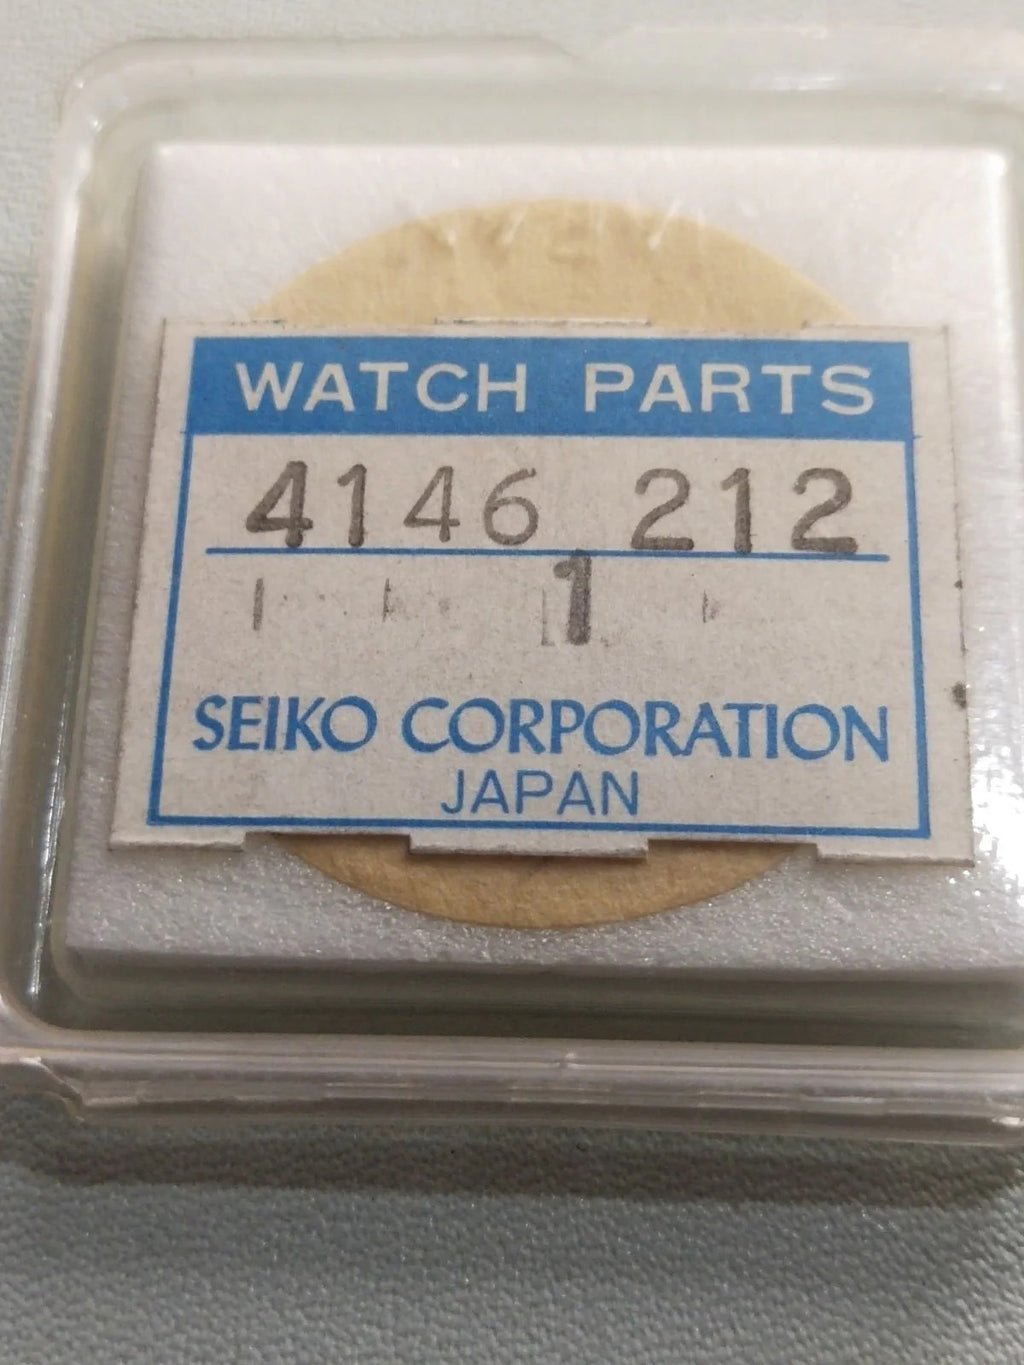 WATCH PARTS
4146 212
1
SEIKO CORPORATION
JAPAN